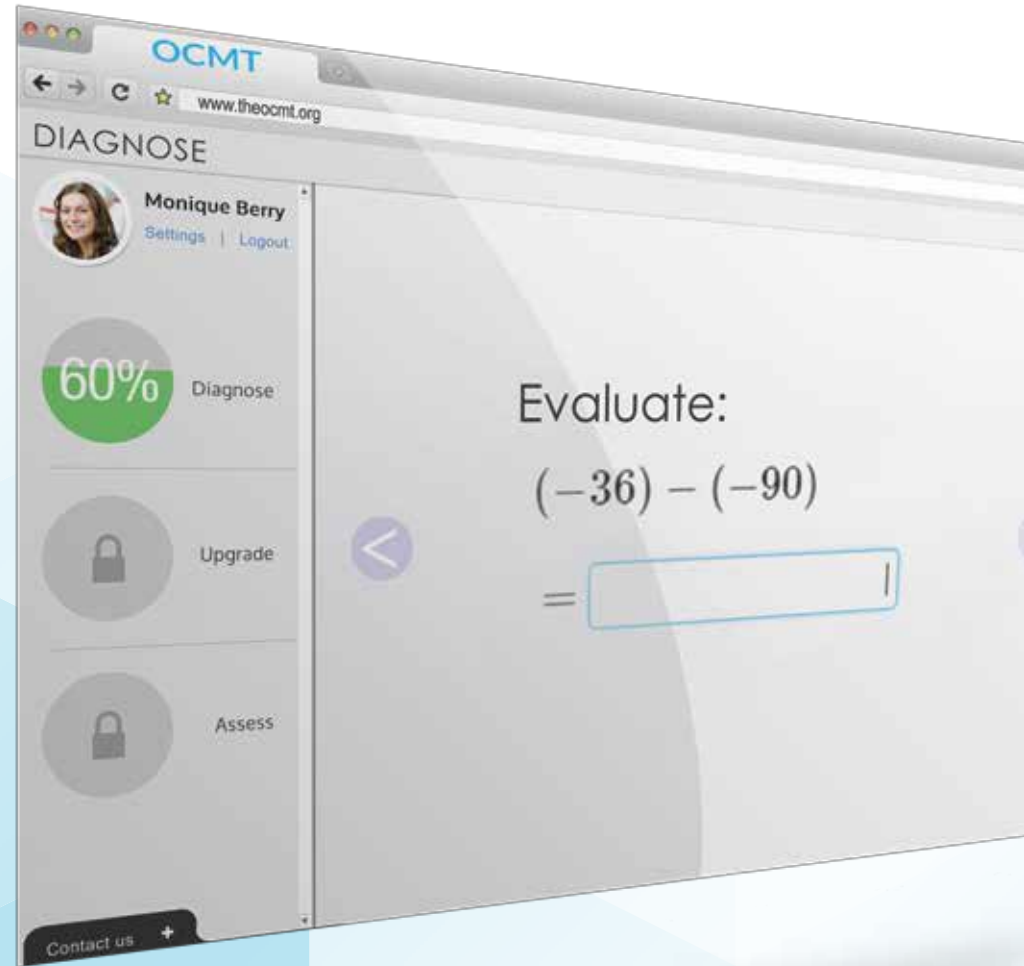 OCMT
www.theocmt.org
DIAGNOSE
Monique Berry
Settings | Logout
60% Diagnose
Upgrade
Assess
Evaluate:
(−36) − (−90)
=
Contact us +